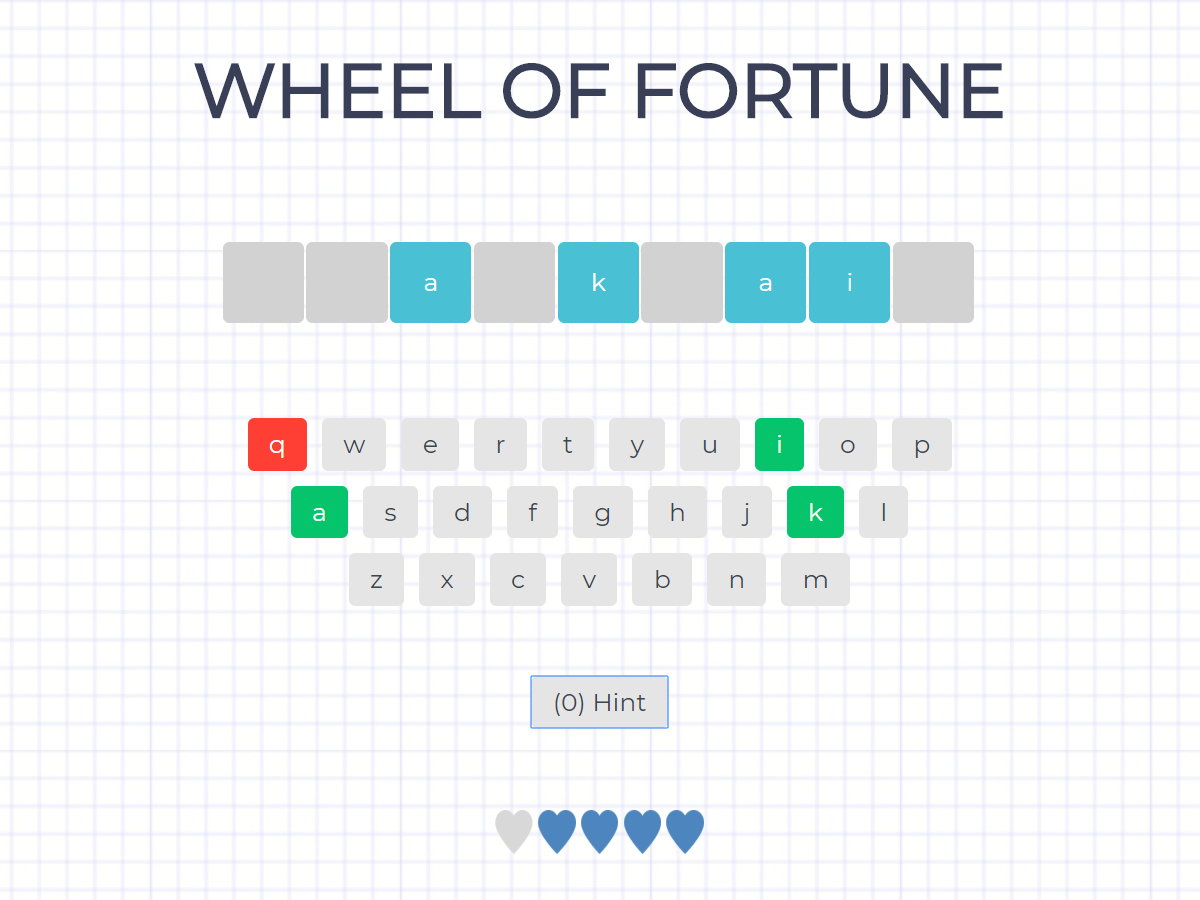 WHEEL OF FORTUNE
a k a i
q w e r t y u i o p
a s d f g h j k l
z x c v b n m
(0) Hint